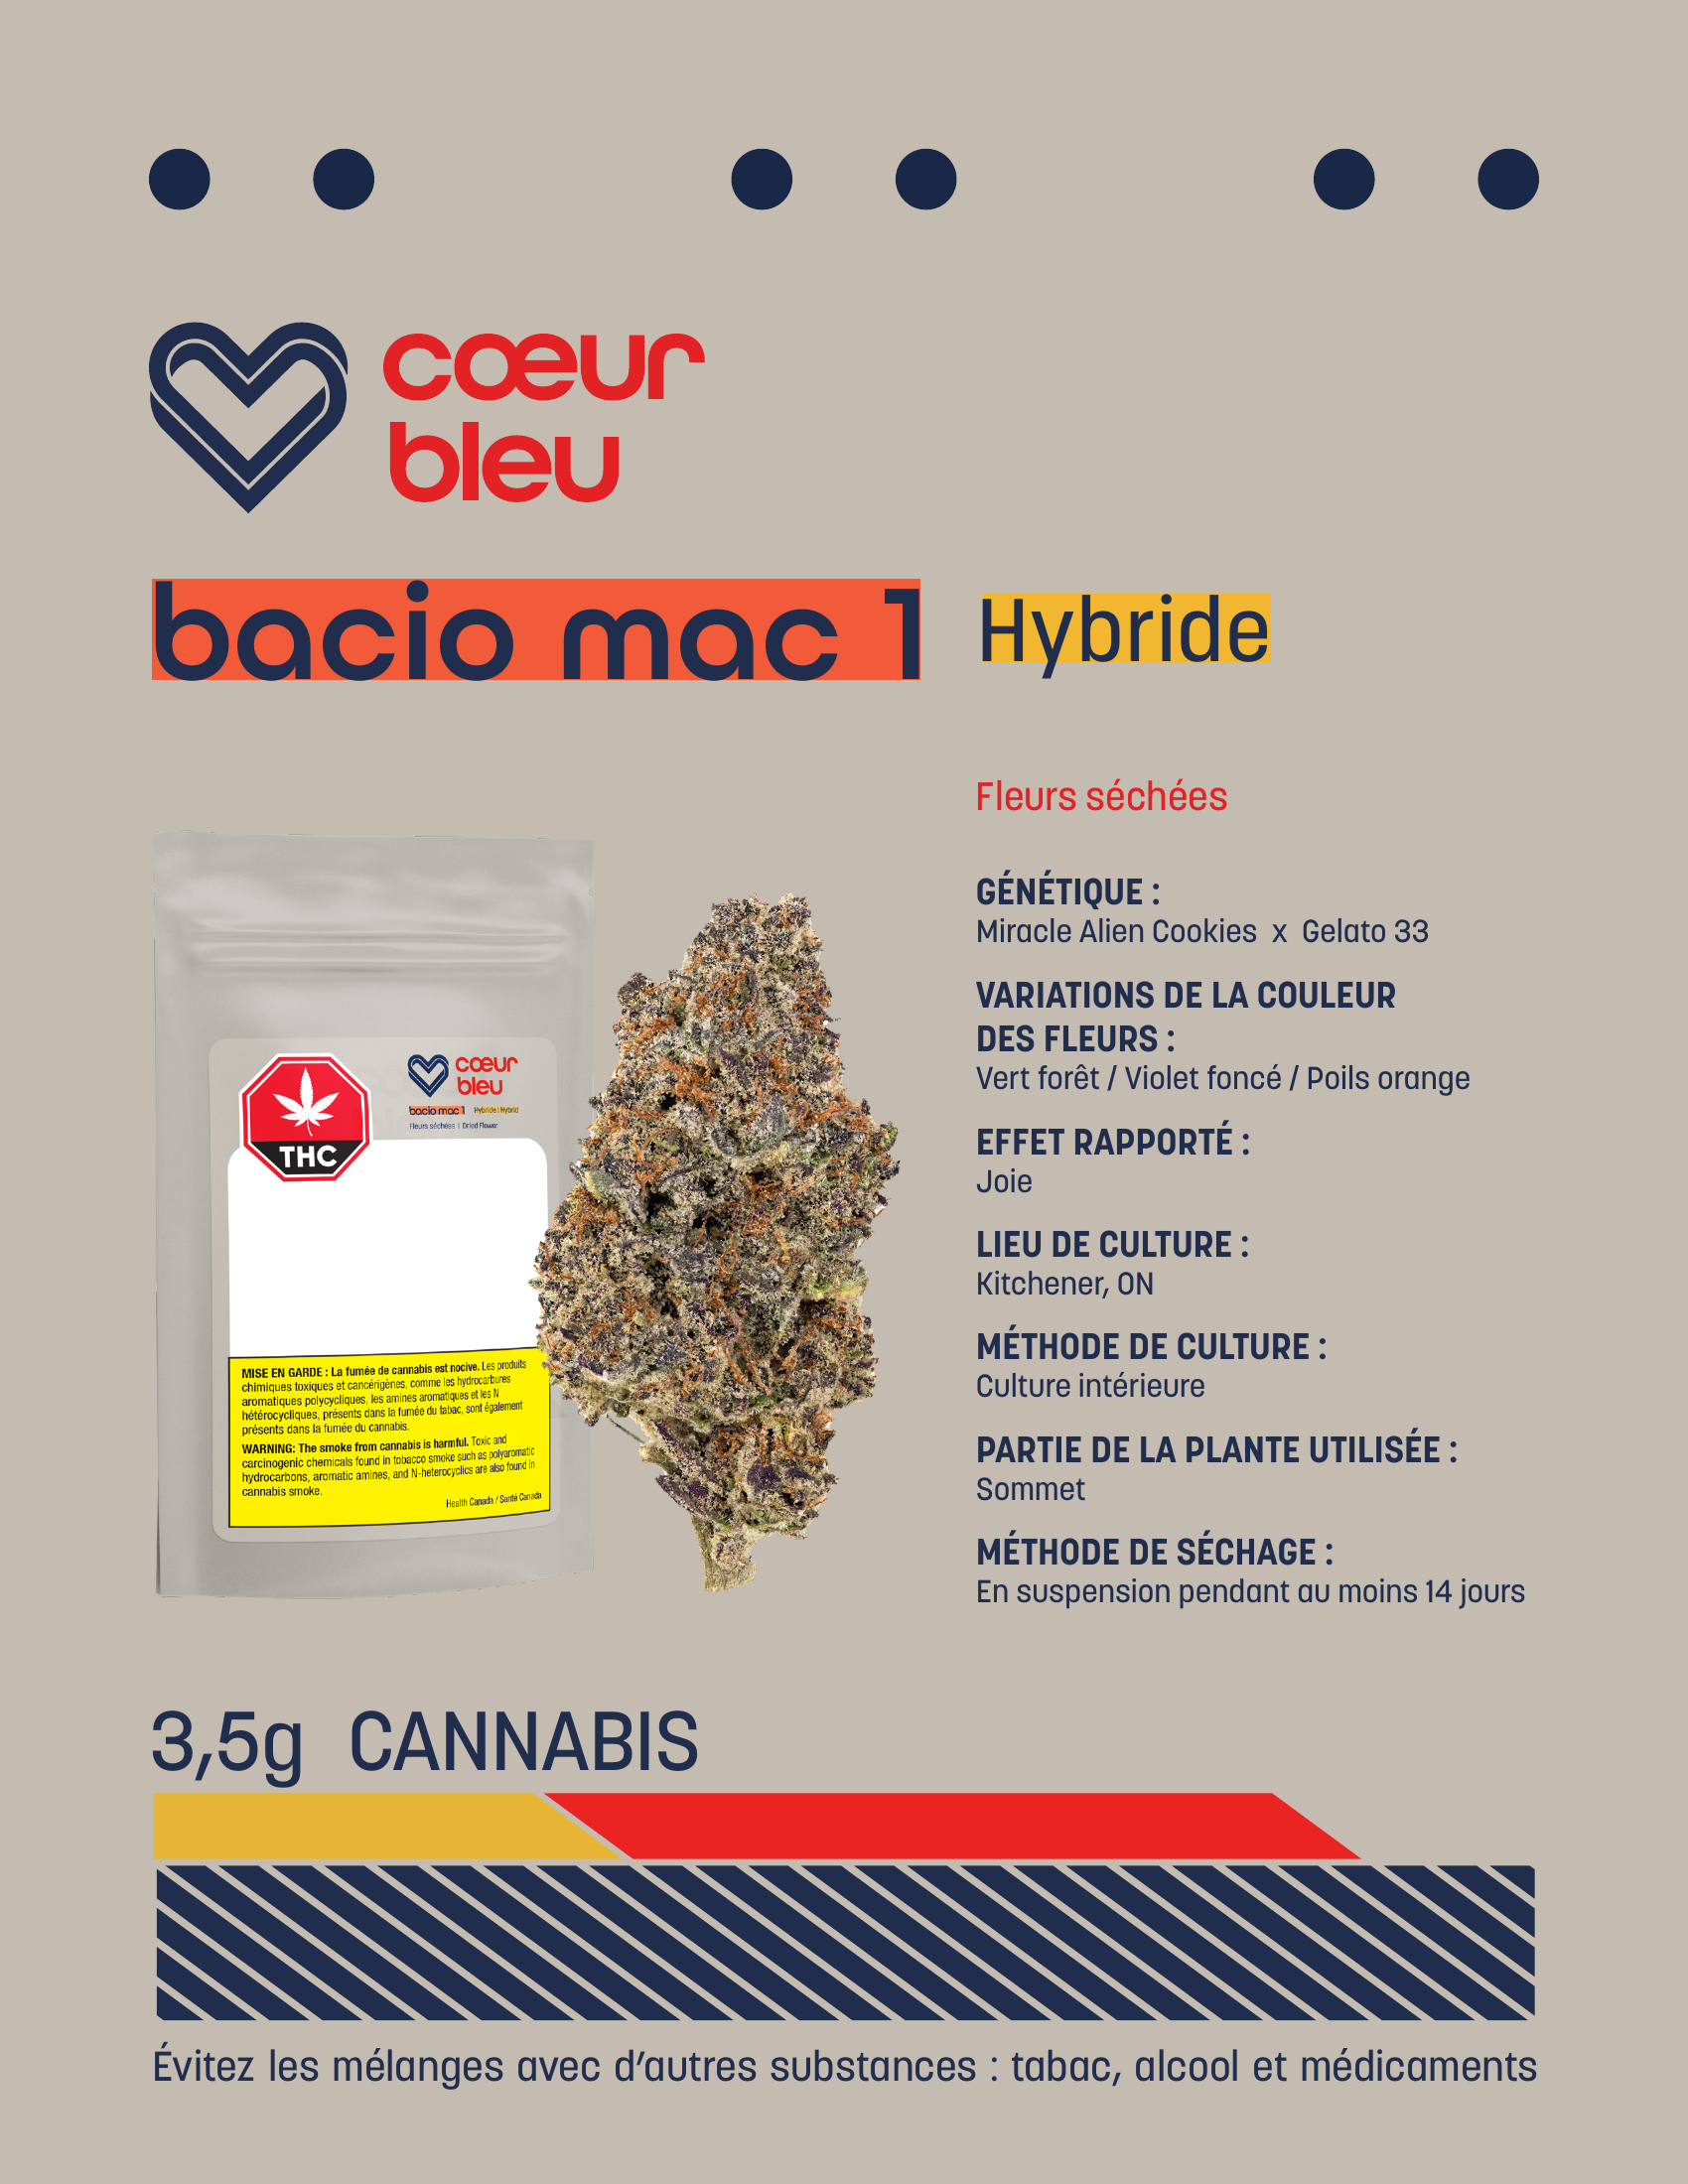 cœur
bleu
bacio mac 1
Hybride
Fleurs séchées
GÉNÉTIQUE :
Miracle Alien Cookies x Gelato 33
VARIATIONS DE LA COULEUR
DES FLEURS :
Vert forêt / Violet foncé / Poils orange
EFFET RAPPORTÉ :
Joie
LIEU DE CULTURE :
Kitchener, ON
MÉTHODE DE CULTURE :
Culture intérieure
PARTIE DE LA PLANTE UTILISÉE :
Sommet
MÉTHODE DE SÉCHAGE :
En suspension pendant au moins 14 jours
THC
cœur
bleu
bacio mac 1 Hybride | Hybrid
Fleurs séchées | Dried Flower
MISE EN GARDE : La fumée de cannabis est nocive. Les produits
chimiques toxiques et cancérigènes, comme les hydrocarbures
aromatiques polycycliques, les amines aromatiques et les N
hétérocycliques, présents dans la fumée du tabac, sont également
présents dans la fumée du cannabis.
WARNING: The smoke from cannabis is harmful. Toxic and
carcinogenic chemicals found in tobacco smoke such as polyaromatic
hydrocarbons, aromatic amines, and N-heterocyclics are also found in
cannabis smoke.
Health Canada / Santé Canada
3,5g CANNABIS
Évitez les mélanges avec d'autres substances : tabac, alcool et médicaments